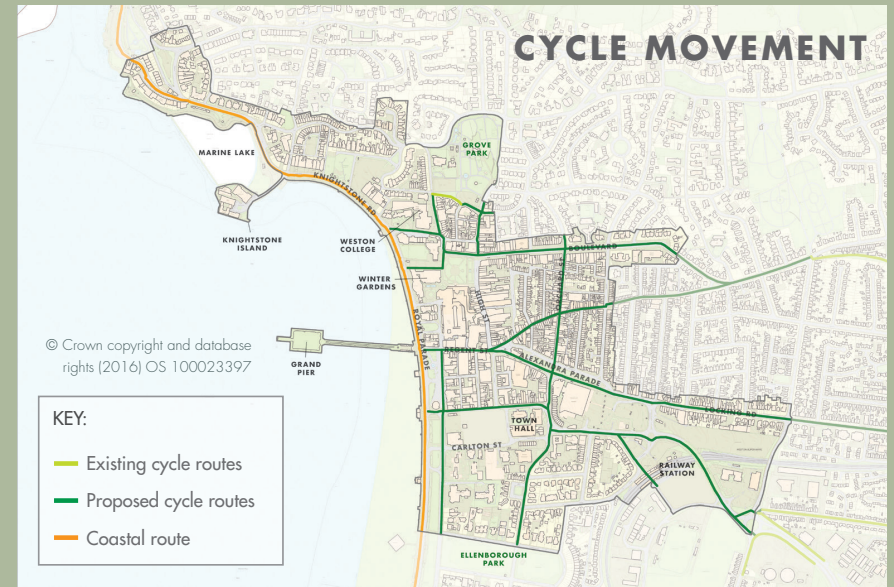 CYCLE MOVEMENT
GROVE
PARK
MARINE LAKE
KNIGHTSTONE RD
KNIGHTSTONE
ISLAND
WESTON
COLLEGE
BOULEVARD
WINTER
GARDENS
HIGH ST
ORCHARD ST
ROYAL PARADE
© Crown copyright and database
rights (2016) OS 100023397
GRAND
PIER
REGENT ST
ALEXANDRA PARADE
LOCKING RD
KEY:
Existing cycle routes
Proposed cycle routes
Coastal route
TOWN
HALL
CARLTON ST
RAILWAY
STATION
ELLENBOROUGH
PARK